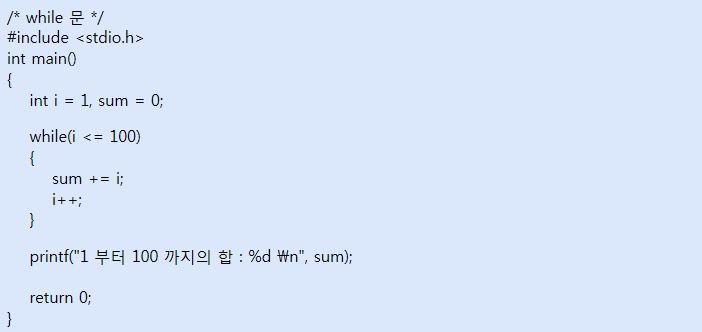 /* while 문 */
#include <stdio.h>
int main()
{
int i = 1, sum = 0;
while(i <= 100)
{
sum += i;
i++;
}
printf("1 부터 100 까지의 합 : %d ₩n", sum);
return 0;
}